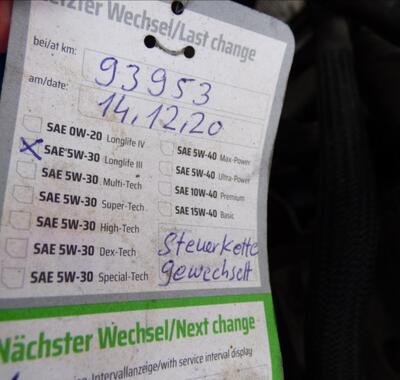 Letzter Wechsel/Last change
bei/at km: 93953
am/date: 14.12.20
SAE 0W-20 Longlife IV
SAE 5W-30 Longlife III
SAE 5W-30 Multi-Tech
SAE 5W-30 Super-Tech
SAE 5W-30 High-Tech
SAE 5W-30 Dex-Tech
SAE 5W-30 Special-Tech
SAE 5W-40 Max-Power
SAE 5W-40 Ultra-Power
SAE 10W-40 Premium
SAE 15W-40 Basic
Steuerkette
gewechselt
Nächster Wechsel/Next change
Intervallanzeige/with service interval display